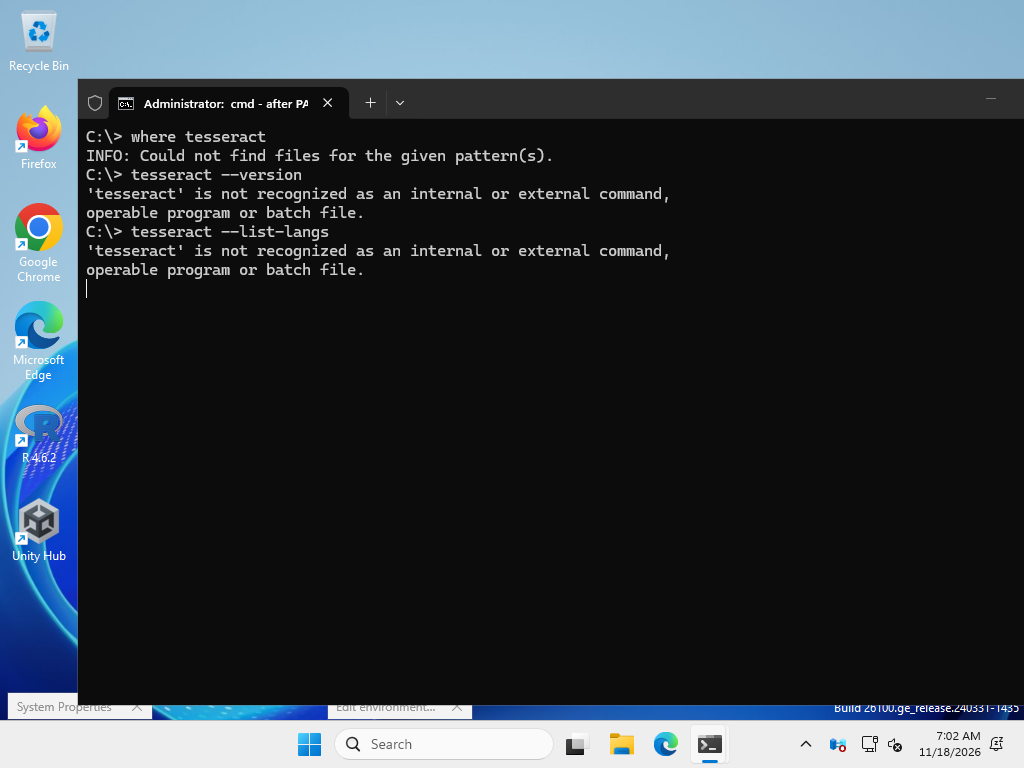 Recycle Bin
Firefox
Google
Chrome
Microsoft
Edge
R 4.6.2
Unity Hub
Administrator: cmd - after PA
C:\> where tesseract
INFO: Could not find files for the given pattern(s).
C:\> tesseract --version
'tesseract' is not recognized as an internal or external command,
operable program or batch file.
C:\> tesseract --list-langs
'tesseract' is not recognized as an internal or external command,
operable program or batch file.
System Properties
Edit environment...
Build 26100.ge_release.240331-1435
Search
7:02 AM
11/18/2026